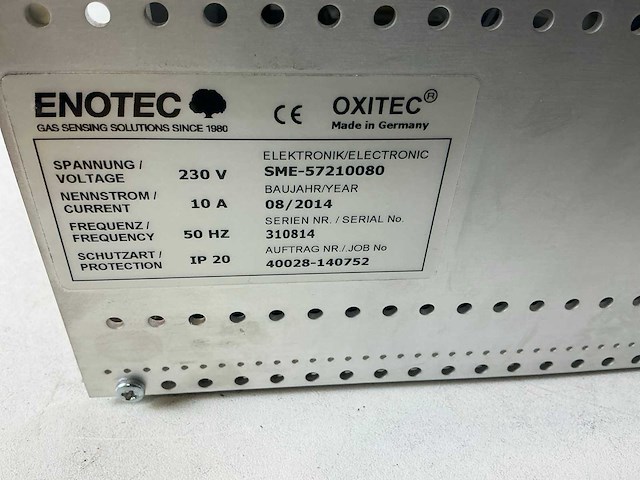 ENOTEC
GAS SENSING SOLUTIONS SINCE 1980
CE
OXITEC®
Made in Germany
SPANNUNG /
VOLTAGE
230 V
NENNSTROM /
CURRENT
10 A
FREQUENZ /
FREQUENCY
50 HZ
SCHUTZART /
PROTECTION
IP 20
ELEKTRONIK/ELECTRONIC
SME-57210080
BAUJAHR/YEAR
08/2014
SERIEN NR. / SERIAL No.
310814
AUFTRAG NR./JOB No
40028-140752